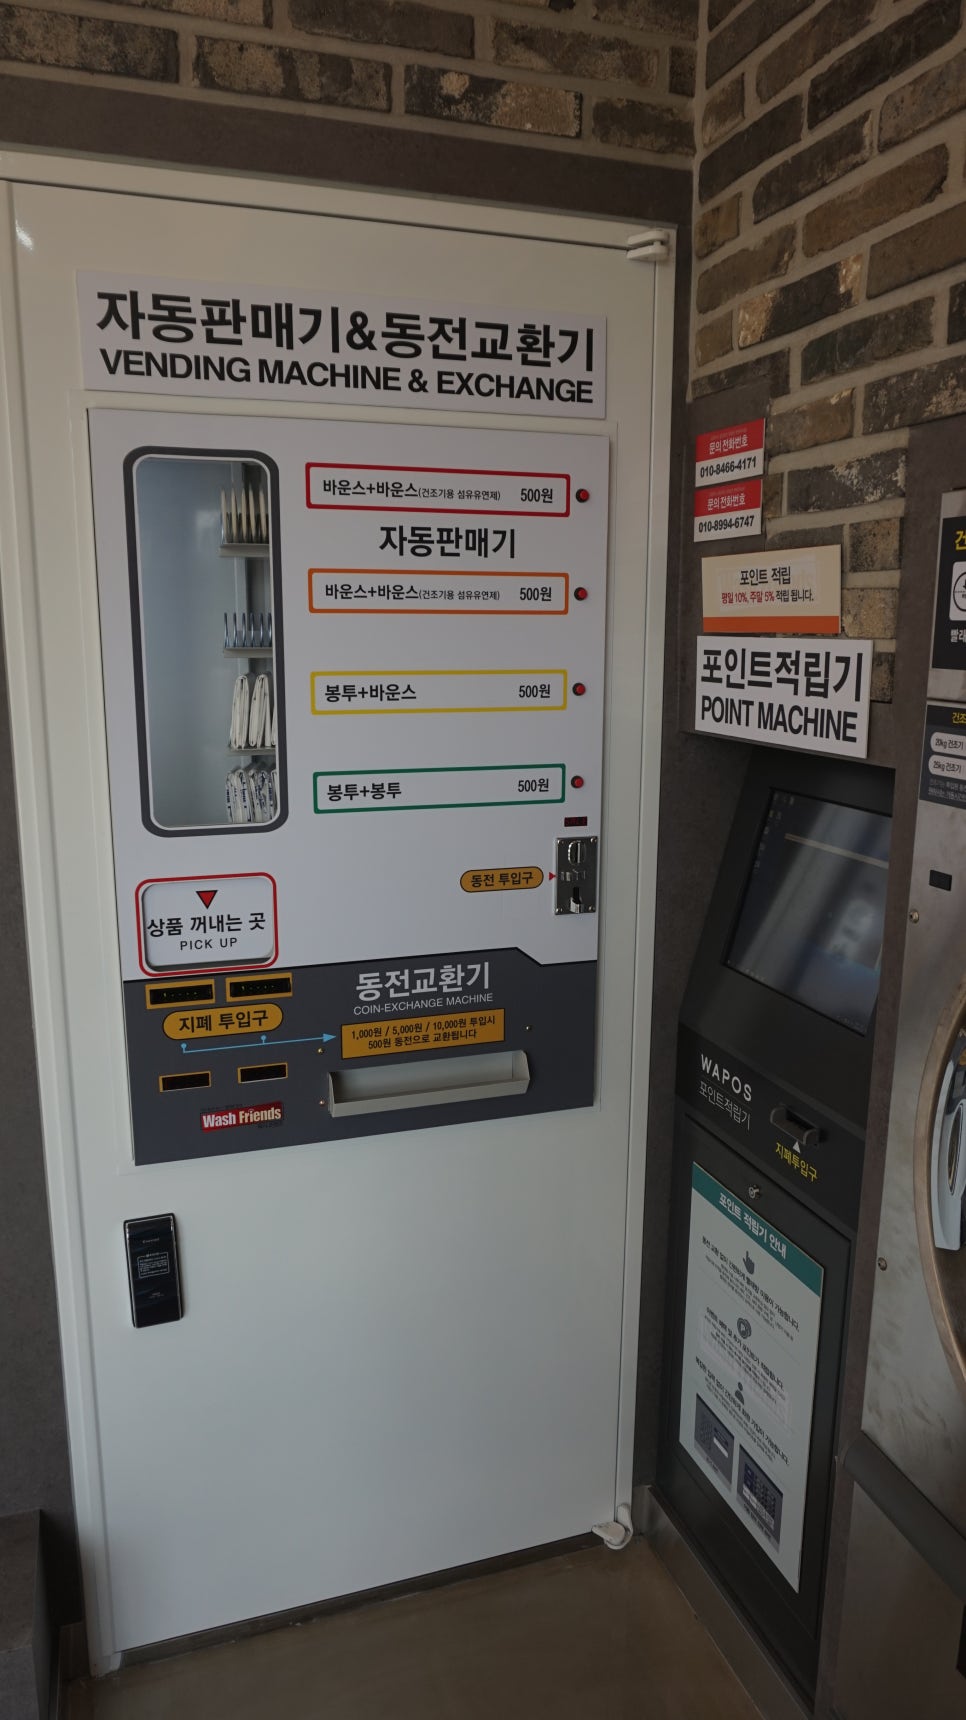 자동판매기&동전교환기
VENDING MACHINE & EXCHANGE
바운스+바운스(건조기용 섬유유연제) 500원
자동판매기
바운스+바운스(건조기용 섬유유연제) 500원
봉투+바운스 500원
봉투+봉투 500원
동전 투입구
상품 꺼내는 곳
PICK UP
동전교환기
COIN-EXCHANGE MACHINE
지폐 투입구
1,000원 / 5,000원 / 10,000원 투입시
500원 동전으로 교환됩니다
Wash Friends
문의 전화번호
010-8466-4171
문의 전화번호
010-8994-6747
포인트 적립
평일 10%, 주말 5% 적립 됩니다.
포인트적립기
POINT MACHINE
WAPOS
포인트적립기
지폐투입구
포인트 적립기 안내
20kg 건조기
25kg 건조기